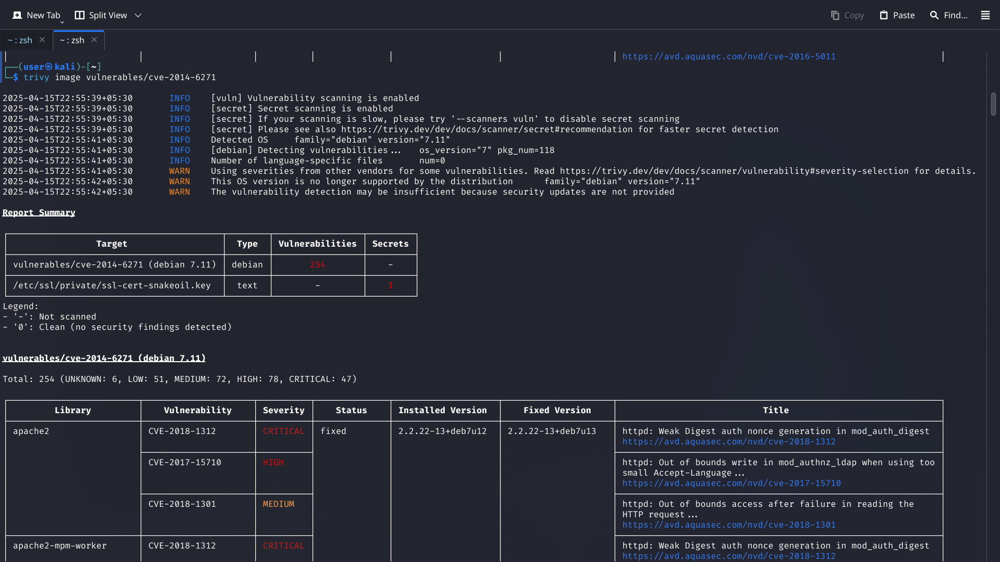 New Tab Split View Copy Paste Find...
~ : zsh ~ : zsh
https://avd.aquasec.com/nvd/cve-2016-5011
(user㉿kali)-[~]
$ trivy image vulnerables/cve-2014-6271
2025-04-15T22:55:39+05:30 INFO [vuln] Vulnerability scanning is enabled
2025-04-15T22:55:39+05:30 INFO [secret] Secret scanning is enabled
2025-04-15T22:55:39+05:30 INFO [secret] If your scanning is slow, please try '--scanners vuln' to disable secret scanning
2025-04-15T22:55:39+05:30 INFO [secret] Please see also https://trivy.dev/dev/docs/scanner/secret#recommendation for faster secret detection
2025-04-15T22:55:41+05:30 INFO Detected OS family="debian" version="7.11"
2025-04-15T22:55:41+05:30 INFO [debian] Detecting vulnerabilities... os_version="7" pkg_num=118
2025-04-15T22:55:41+05:30 INFO Number of language-specific files num=0
2025-04-15T22:55:41+05:30 WARN Using severities from other vendors for some vulnerabilities. Read https://trivy.dev/dev/docs/scanner/vulnerability#severity-selection for details.
2025-04-15T22:55:42+05:30 WARN This OS version is no longer supported by the distribution family="debian" version="7.11"
2025-04-15T22:55:42+05:30 WARN The vulnerability detection may be insufficient because security updates are not provided
Report Summary
Target Type Vulnerabilities Secrets
vulnerables/cve-2014-6271 (debian 7.11) debian 254 -
/etc/ssl/private/ssl-cert-snakeoil.key text - 1
Legend:
- '-': Not scanned
- '0': Clean (no security findings detected)
vulnerables/cve-2014-6271 (debian 7.11)
Total: 254 (UNKNOWN: 6, LOW: 51, MEDIUM: 72, HIGH: 78, CRITICAL: 47)
Library Vulnerability Severity Status Installed Version Fixed Version Title
apache2 CVE-2018-1312 CRITICAL fixed 2.2.22-13+deb7u12 2.2.22-13+deb7u13 httpd: Weak Digest auth nonce generation in mod_auth_digest
https://avd.aquasec.com/nvd/cve-2018-1312
CVE-2017-15710 HIGH httpd: Out of bounds write in mod_authnz_ldap when using too
small Accept-Language...
https://avd.aquasec.com/nvd/cve-2017-15710
CVE-2018-1301 MEDIUM httpd: Out of bounds access after failure in reading the
HTTP request...
https://avd.aquasec.com/nvd/cve-2018-1301
apache2-mpm-worker CVE-2018-1312 CRITICAL httpd: Weak Digest auth nonce generation in mod_auth_digest
https://avd.aquasec.com/nvd/cve-2018-1312